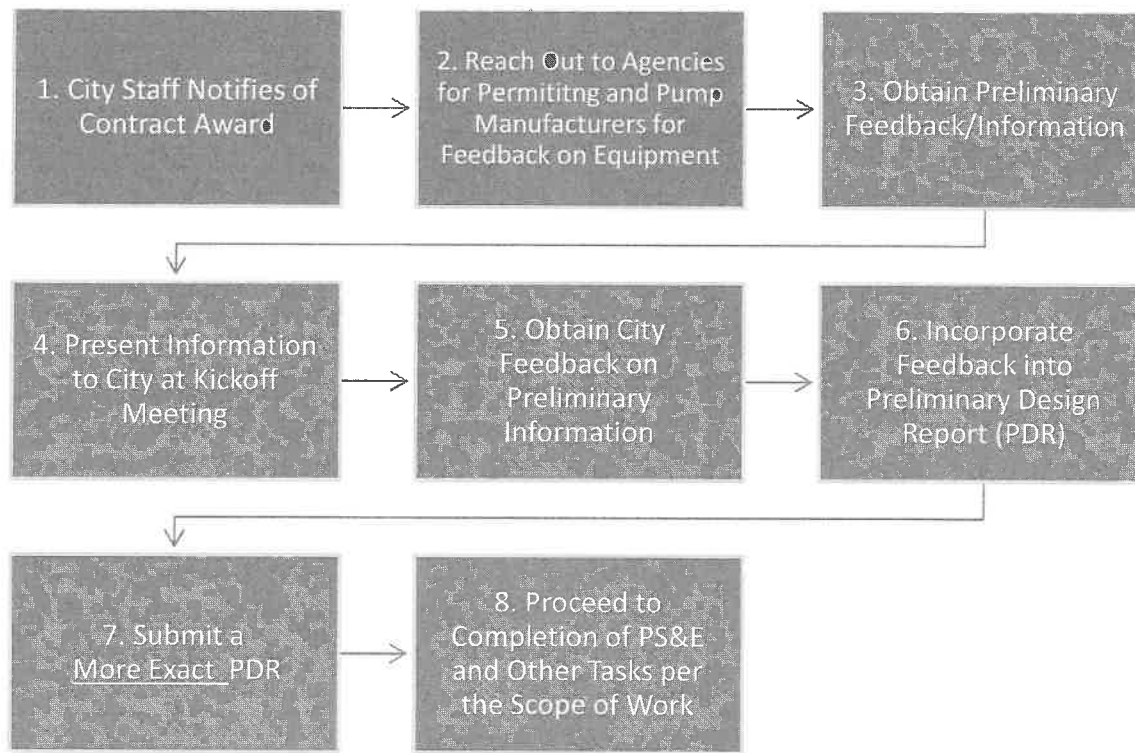 1. City Staff Notifies of
Contract Award
2. Reach Out to Agencies
for Permititng and Pump
Manufacturers for
Feedback on Equipment
3. Obtain Preliminary
Feedback/Information
4. Present Information
to City at Kickoff
Meeting
5. Obtain City
Feedback on
Preliminary
Information
6. Incorporate
Feedback into
Preliminary Design
Report (PDR)
7. Submit a
More Exact PDR
8. Proceed to
Completion of PS&E
and Other Tasks per
the Scope of Work